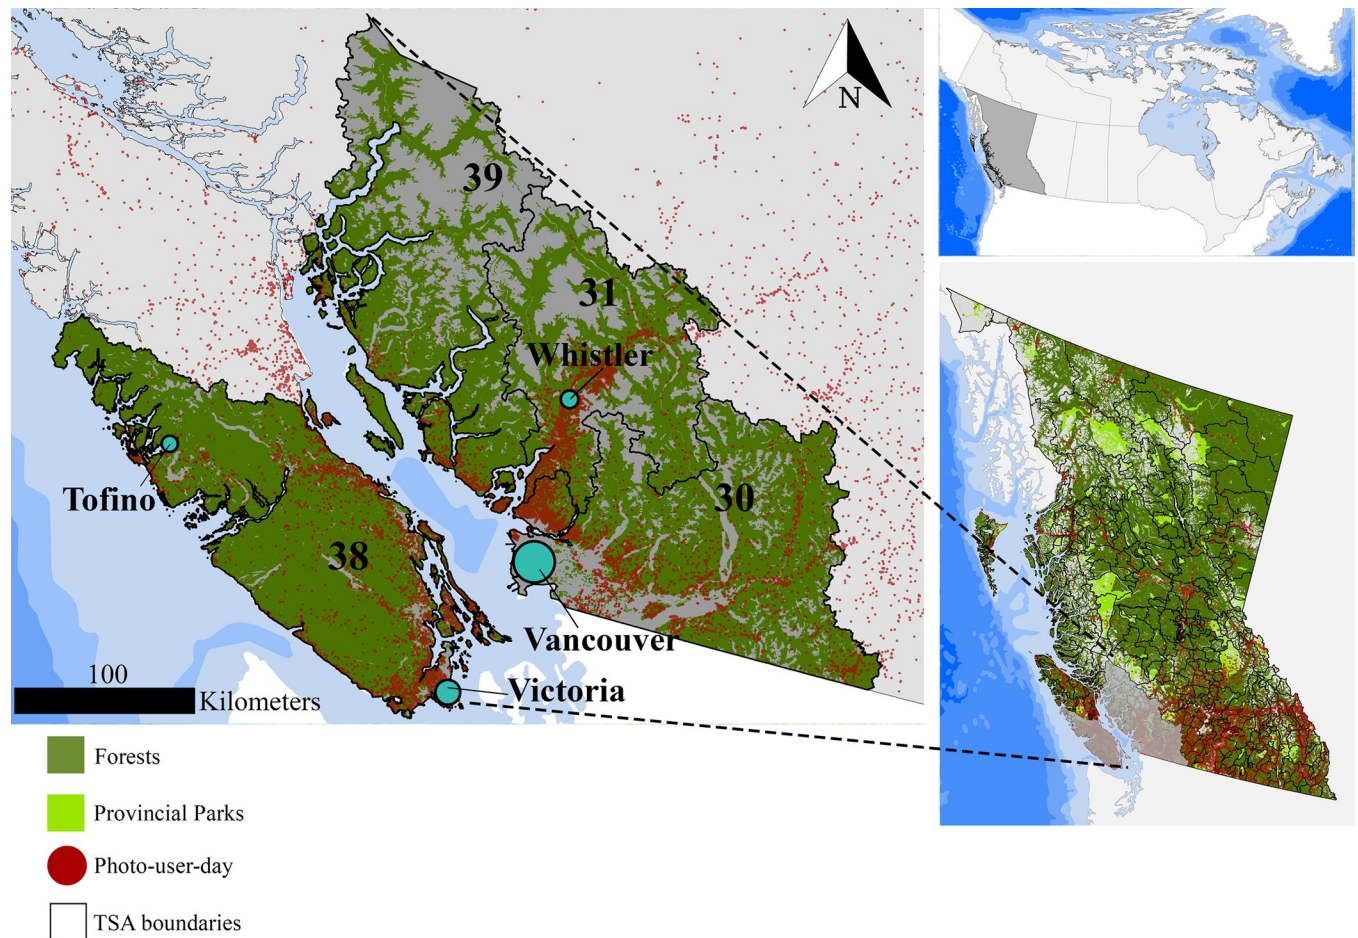 N
39
31
Whistler
30
Tofino
38
Vancouver
Victoria
100
Kilometers
Forests
Provincial Parks
Photo-user-day
TSA boundaries